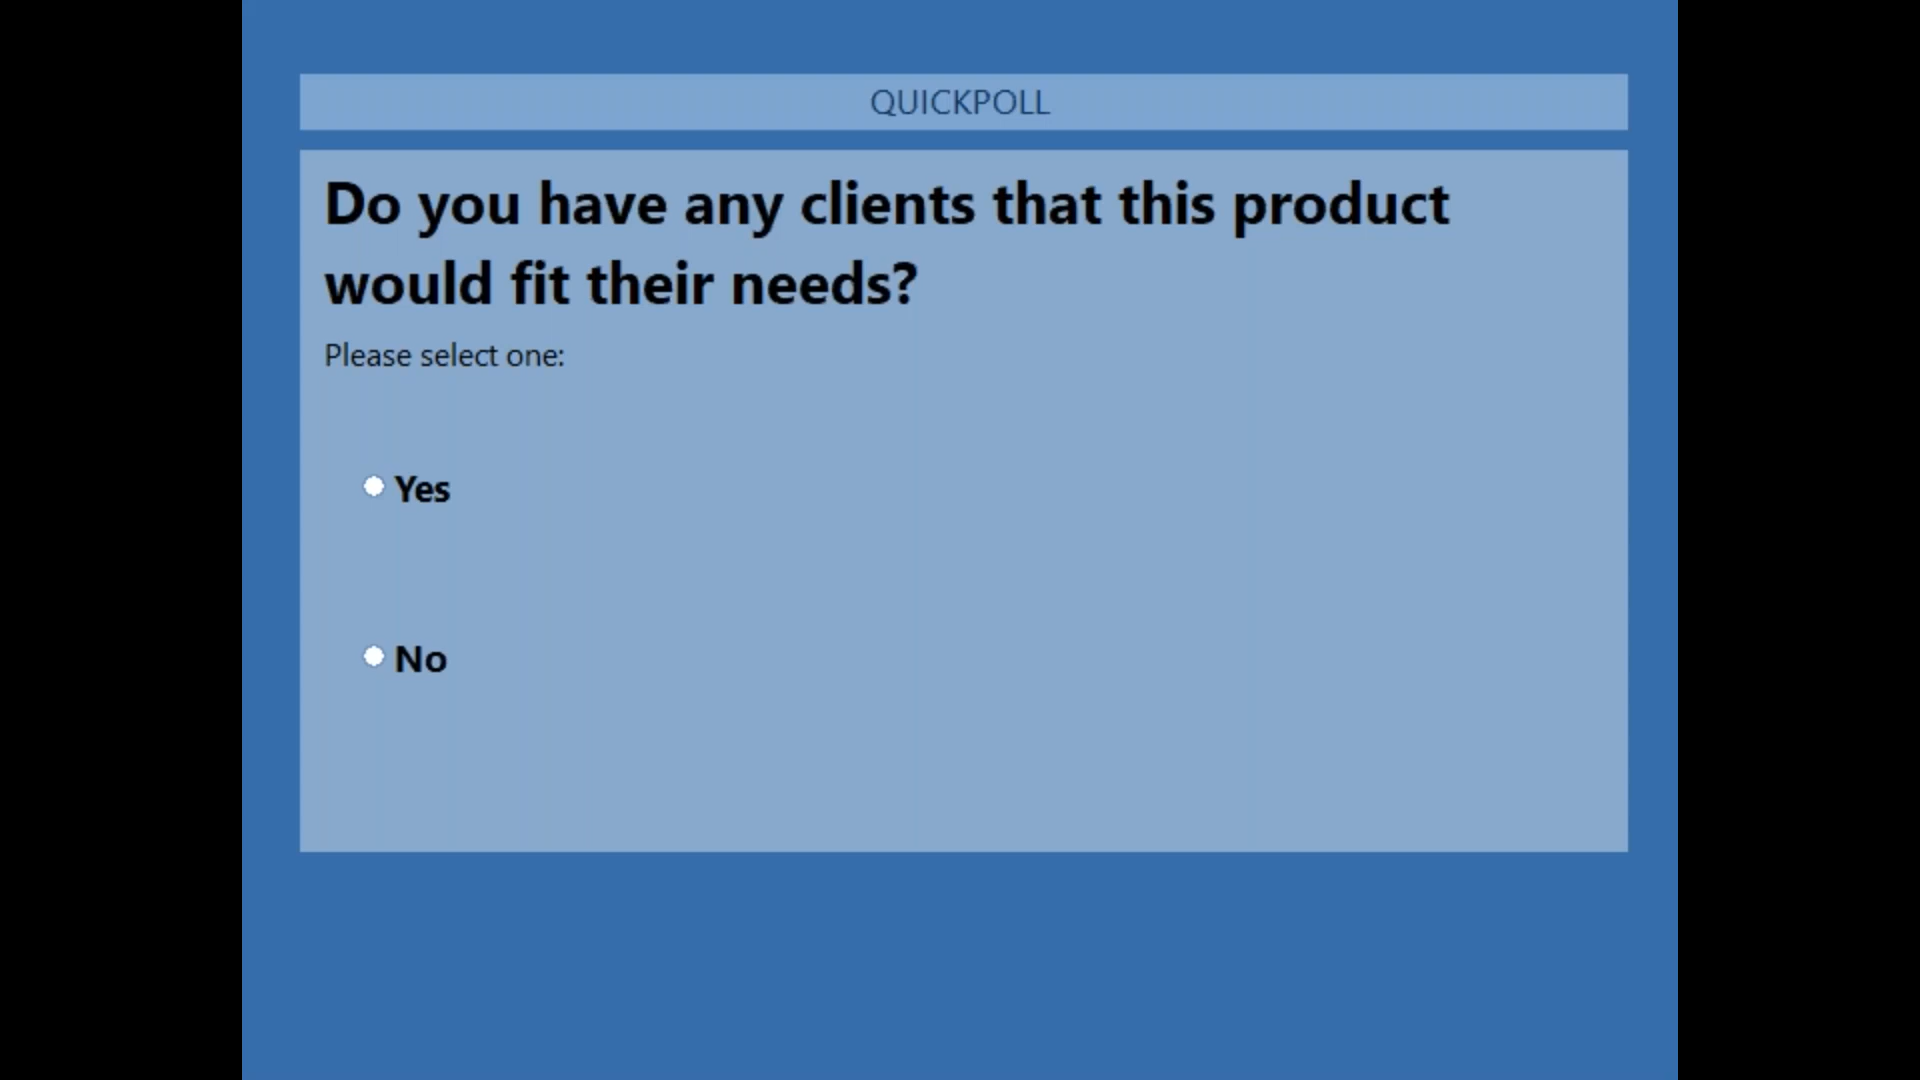 QUICKPOLL
Do you have any clients that this product
would fit their needs?
Please select one:
Yes
No